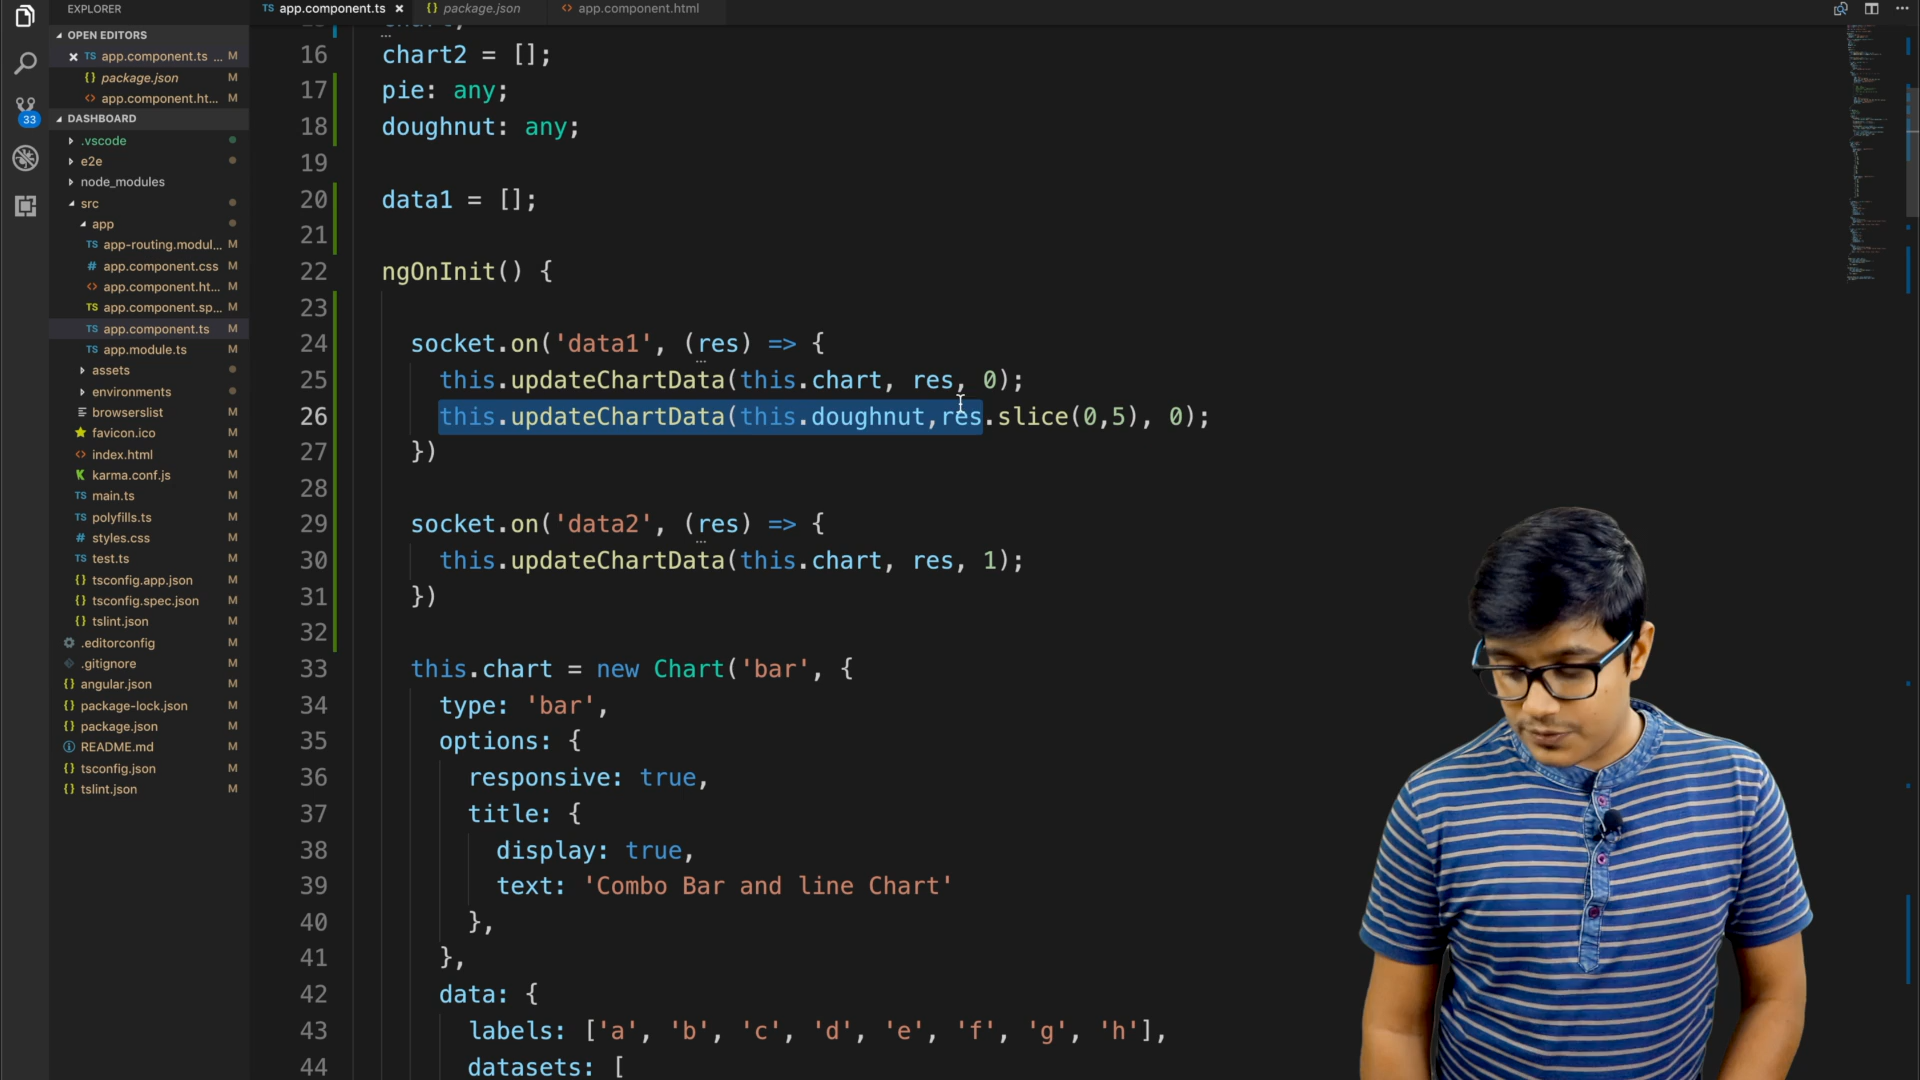 EXPLORER
OPEN EDITORS
app.component.ts ... M
package.json M
app.component.ht... M
DASHBOARD
.vscode
e2e
node_modules
src
app
app-routing.modul... M
app.component.css M
app.component.ht... M
app.component.sp... M
app.component.ts M
app.module.ts M
assets
environments
browserslist M
favicon.ico M
index.html M
karma.conf.js M
main.ts M
polyfills.ts M
styles.css M
test.ts M
tsconfig.app.json M
tsconfig.spec.json M
tslint.json M
.editorconfig M
.gitignore M
angular.json M
package-lock.json M
package.json M
README.md M
tsconfig.json M
tslint.json M
33
app.component.ts
package.json
app.component.html
16 chart2 = [];
17 pie: any;
18 doughnut: any;
19
20 data1 = [];
21
22 ngOnInit() {
23
24 socket.on('data1', (res) => {
25 this.updateChartData(this.chart, res, 0);
26 this.updateChartData(this.doughnut,res.slice(0,5), 0);
27 })
28
29 socket.on('data2', (res) => {
30 this.updateChartData(this.chart, res, 1);
31 })
32
33 this.chart = new Chart('bar', {
34 type: 'bar',
35 options: {
36 responsive: true,
37 title: {
38 display: true,
39 text: 'Combo Bar and line Chart'
40 },
41 },
42 data: {
43 labels: ['a', 'b', 'c', 'd', 'e', 'f', 'g', 'h'],
44 datasets: [